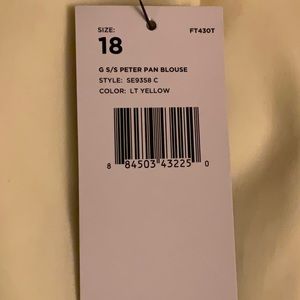 SIZE: FT430T
18
G S/S PETER PAN BLOUSE
STYLE: SE9358 C
COLOR: LT YELLOW
8 84503 43225 0